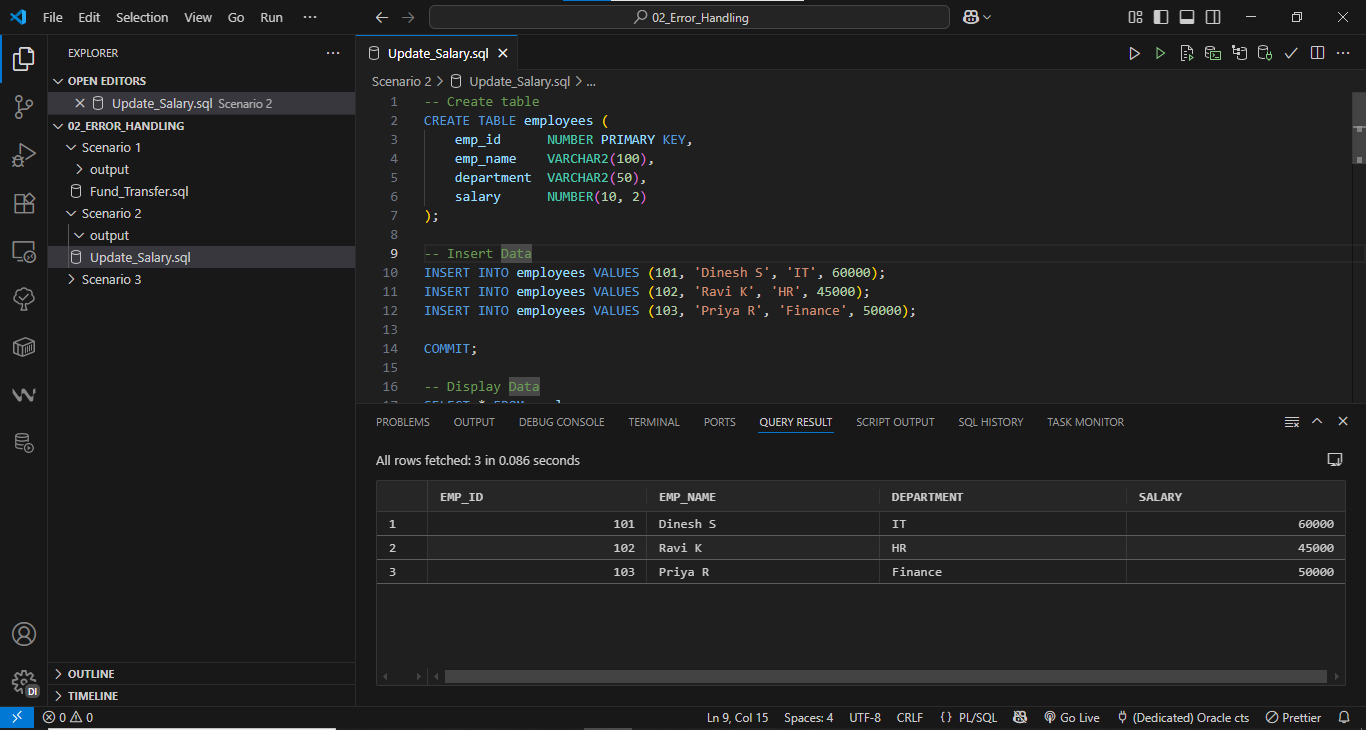 File Edit Selection View Go Run ··· 02_Error_Handling
EXPLORER ···
OPEN EDITORS
Update_Salary.sql Scenario 2
02_ERROR_HANDLING
Scenario 1
output
Fund_Transfer.sql
Scenario 2
output
Update_Salary.sql
Scenario 3
OUTLINE
TIMELINE
DI
Update_Salary.sql
Scenario 2 > Update_Salary.sql > ...
1 -- Create table
2 CREATE TABLE employees (
3 emp_id NUMBER PRIMARY KEY,
4 emp_name VARCHAR2(100),
5 department VARCHAR2(50),
6 salary NUMBER(10, 2)
7 );
8
9 -- Insert Data
10 INSERT INTO employees VALUES (101, 'Dinesh S', 'IT', 60000);
11 INSERT INTO employees VALUES (102, 'Ravi K', 'HR', 45000);
12 INSERT INTO employees VALUES (103, 'Priya R', 'Finance', 50000);
13
14 COMMIT;
15
16 -- Display Data
17 SELECT * FROM
PROBLEMS OUTPUT DEBUG CONSOLE TERMINAL PORTS QUERY RESULT SCRIPT OUTPUT SQL HISTORY TASK MONITOR
All rows fetched: 3 in 0.086 seconds
EMP_ID EMP_NAME DEPARTMENT SALARY
1 101 Dinesh S IT 60000
2 102 Ravi K HR 45000
3 103 Priya R Finance 50000
0 0 Ln 9, Col 15 Spaces: 4 UTF-8 CRLF {} PL/SQL Go Live (Dedicated) Oracle cts Prettier